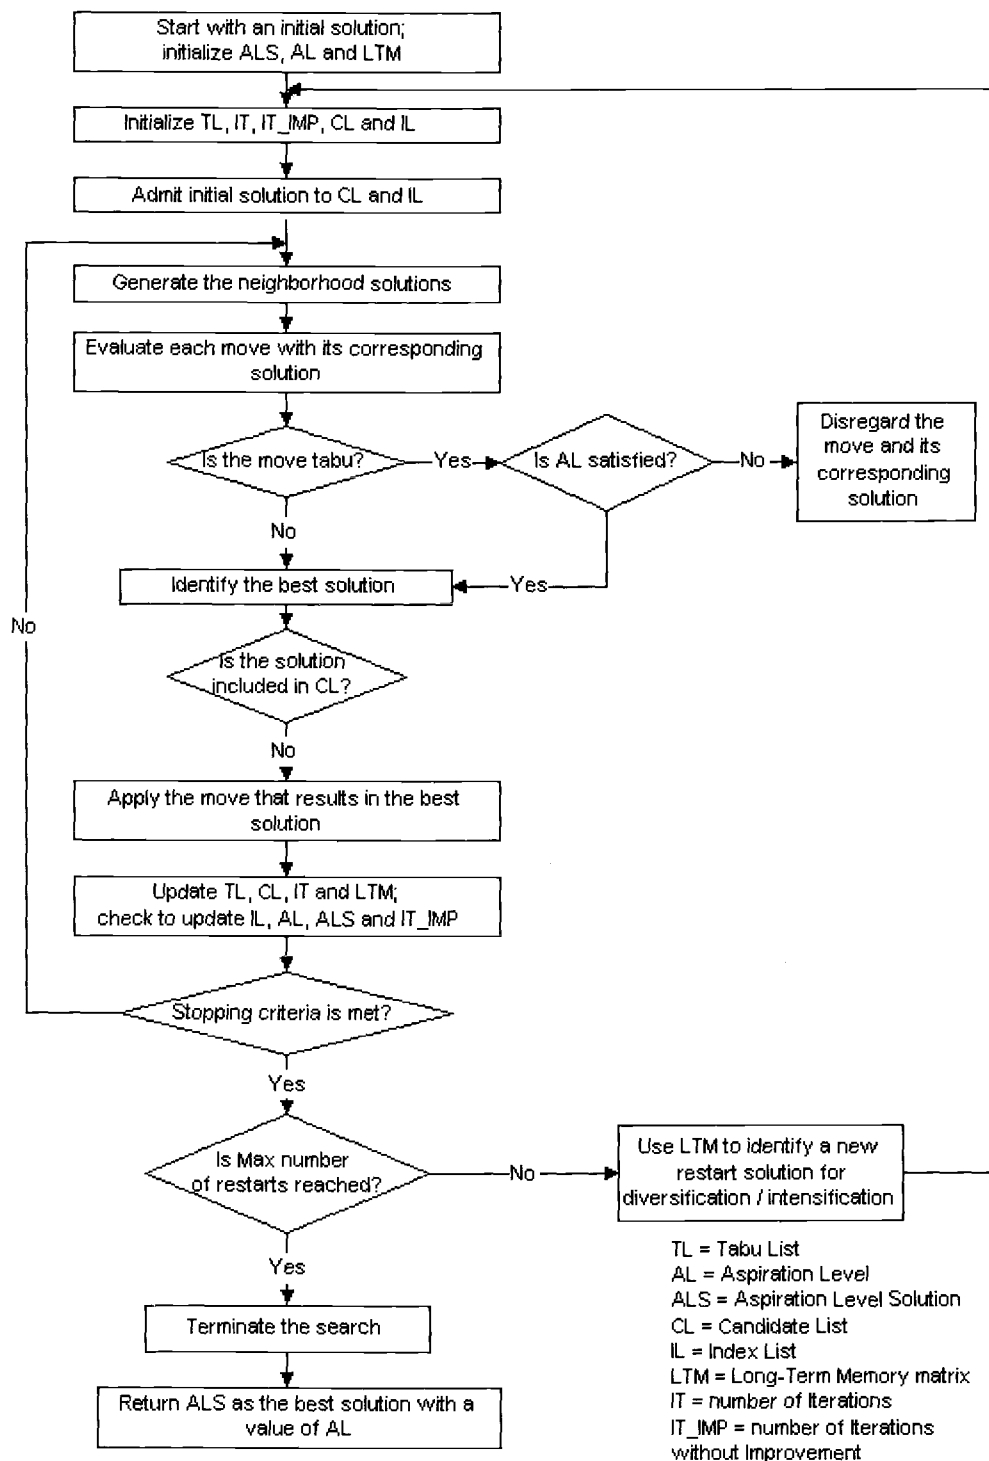 Start with an initial solution;
initialize ALS, AL and LTM
Initialize TL, IT, IT_IMP, CL and IL
Admit initial solution to CL and IL
Generate the neighborhood solutions
Evaluate each move with its corresponding
solution
Is the move tabu?
Yes
Is AL satisfied?
No
Disregard the
move and its
corresponding
solution
No
Identify the best solution
Yes
No
Is the solution
included in CL?
No
Apply the move that results in the best
solution
Update TL, CL, IT and LTM;
check to update IL, AL, ALS and IT_IMP
Stopping criteria is met?
Yes
Is Max number
of restarts reached?
No
Use LTM to identify a new
restart solution for
diversification / intensification
Yes
Terminate the search
Return ALS as the best solution with a
value of AL
TL = Tabu List
AL = Aspiration Level
ALS = Aspiration Level Solution
CL = Candidate List
IL = Index List
LTM = Long-Term Memory matrix
IT = number of Iterations
IT_IMP = number of Iterations
without Improvement